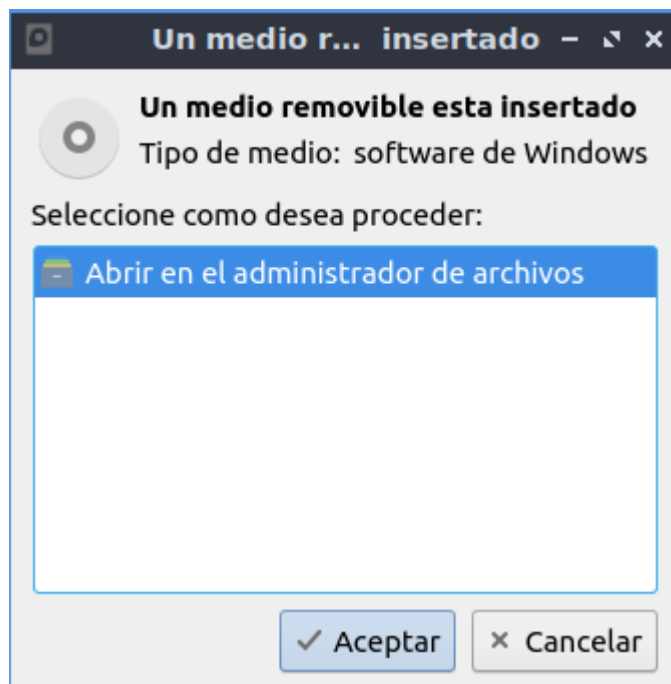 Un medio r... insertado
Un medio removible esta insertado
Tipo de medio: software de Windows
Seleccione como desea proceder:
Abrir en el administrador de archivos
Aceptar
Cancelar